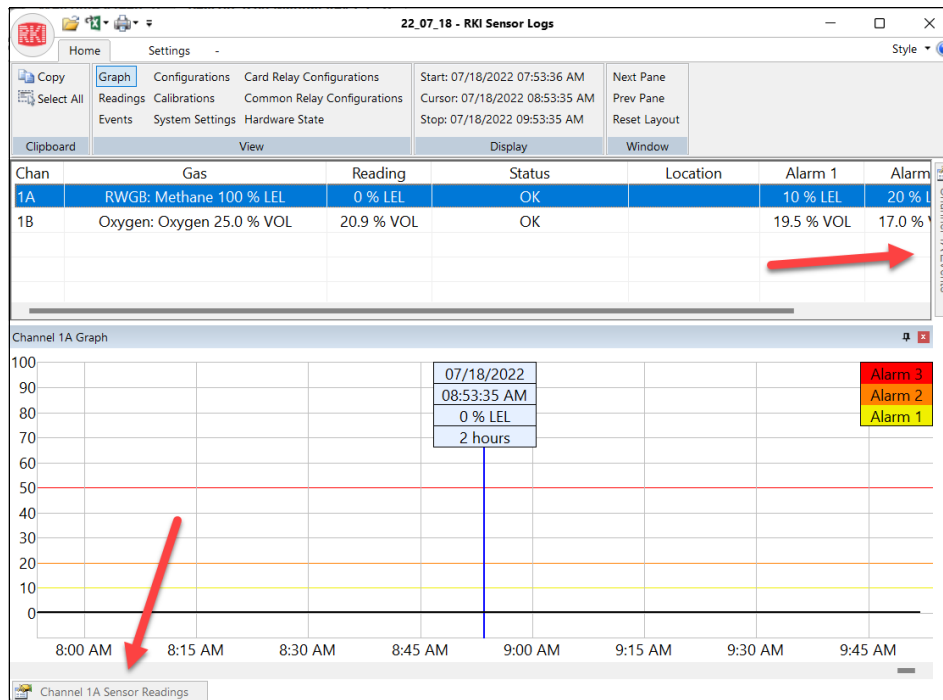 22_07_18 - RKI Sensor Logs
RKI
Home Settings - Style
Copy Graph Configurations Card Relay Configurations Start: 07/18/2022 07:53:36 AM Next Pane
Select All Readings Calibrations Common Relay Configurations Cursor: 07/18/2022 08:53:35 AM Prev Pane
Events System Settings Hardware State Stop: 07/18/2022 09:53:35 AM Reset Layout
Clipboard View Display Window
Chan Gas Reading Status Location Alarm 1 Alarm
1A RWGB: Methane 100 % LEL 0 % LEL OK 10 % LEL 20 % L
1B Oxygen: Oxygen 25.0 % VOL 20.9 % VOL OK 19.5 % VOL 17.0 %
Channel 1A Graph
100
90
80
70
60
50
40
30
20
10
0
07/18/2022
08:53:35 AM
0 % LEL
2 hours
Alarm 3
Alarm 2
Alarm 1
8:00 AM 8:15 AM 8:30 AM 8:45 AM 9:00 AM 9:15 AM 9:30 AM 9:45 AM
Channel 1A Sensor Readings